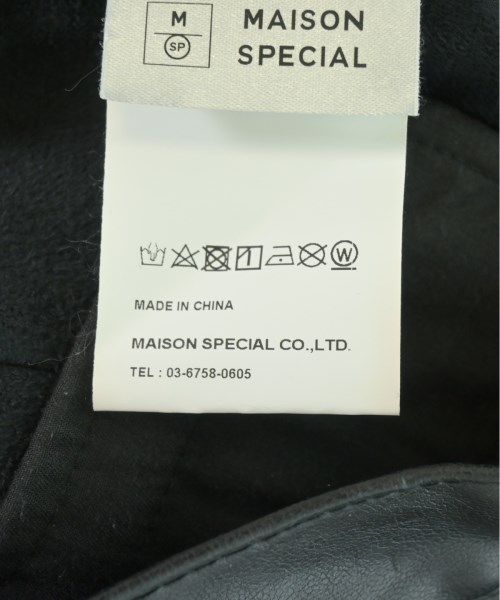 M
SP
MAISON
SPECIAL
W
MADE IN CHINA
MAISON SPECIAL CO.,LTD.
TEL : 03-6758-0605